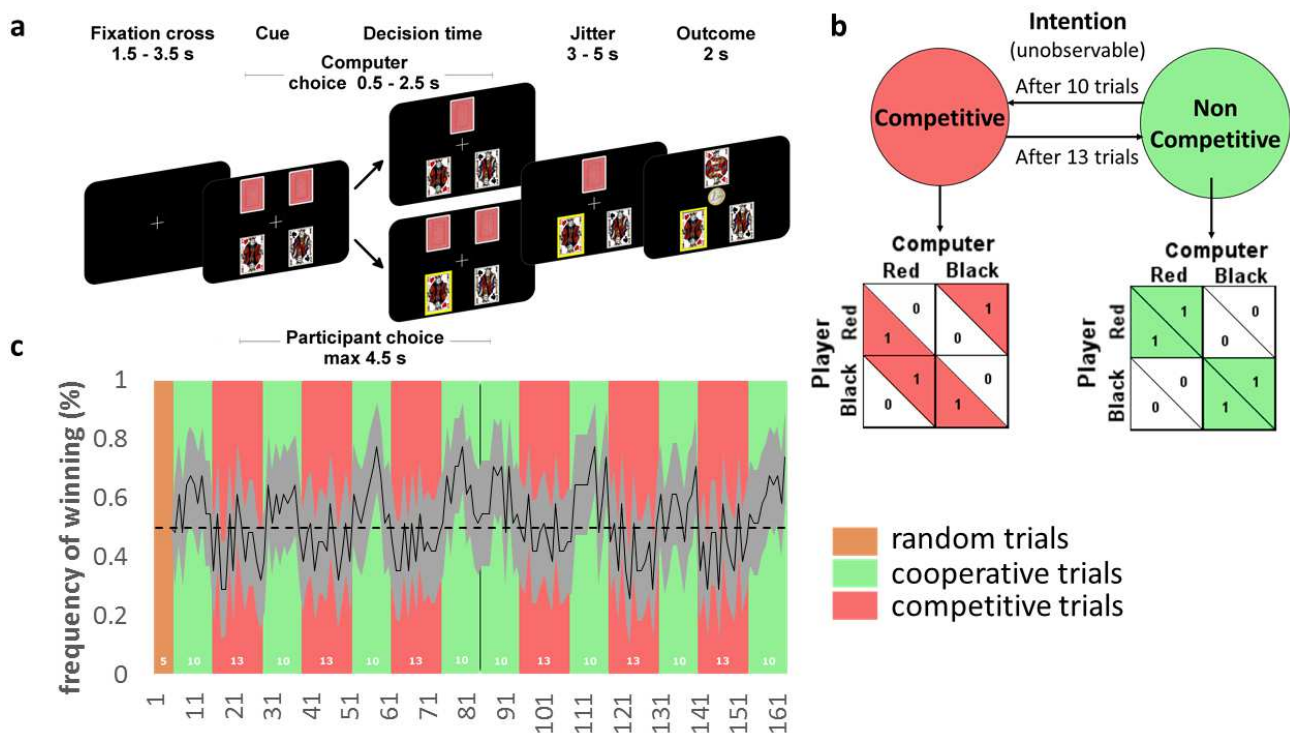 a
Fixation cross
1.5 - 3.5 s
Cue
Decision time
Computer
choice 0.5 - 2.5 s
Jitter
3 - 5 s
Outcome
2 s
Participant choice
max 4.5 s
b
Intention
(unobservable)
After 10 trials
After 13 trials
Competitive
Non
Competitive
Computer
Red Black
Player
Red
Black
0 1
1 0
1 0
0 1
Computer
Red Black
Player
Red
Black
1 0
1 0
0 1
0 1
c
frequency of winning (%)
1
0.8
0.6
0.4
0.2
0
5 10 13 10 13 10 13 10 10 13 10 13 10 13 10
1 11 21 31 41 51 61 71 81 91 101 111 121 131 141 151 161
random trials
cooperative trials
competitive trials